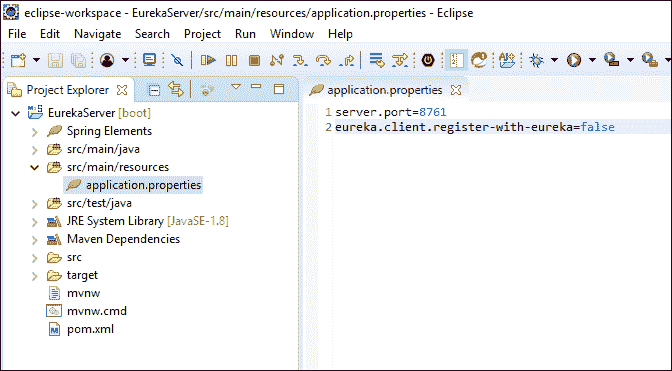 eclipse-workspace - EurekaServer/src/main/resources/application.properties - Eclipse
File Edit Navigate Search Project Run Window Help
Project Explorer
EurekaServer [boot]
Spring Elements
src/main/java
src/main/resources
application.properties
src/test/java
JRE System Library [JavaSE-1.8]
Maven Dependencies
src
target
mvnw
mvnw.cmd
pom.xml
application.properties
1 server.port=8761
2 eureka.client.register-with-eureka=false